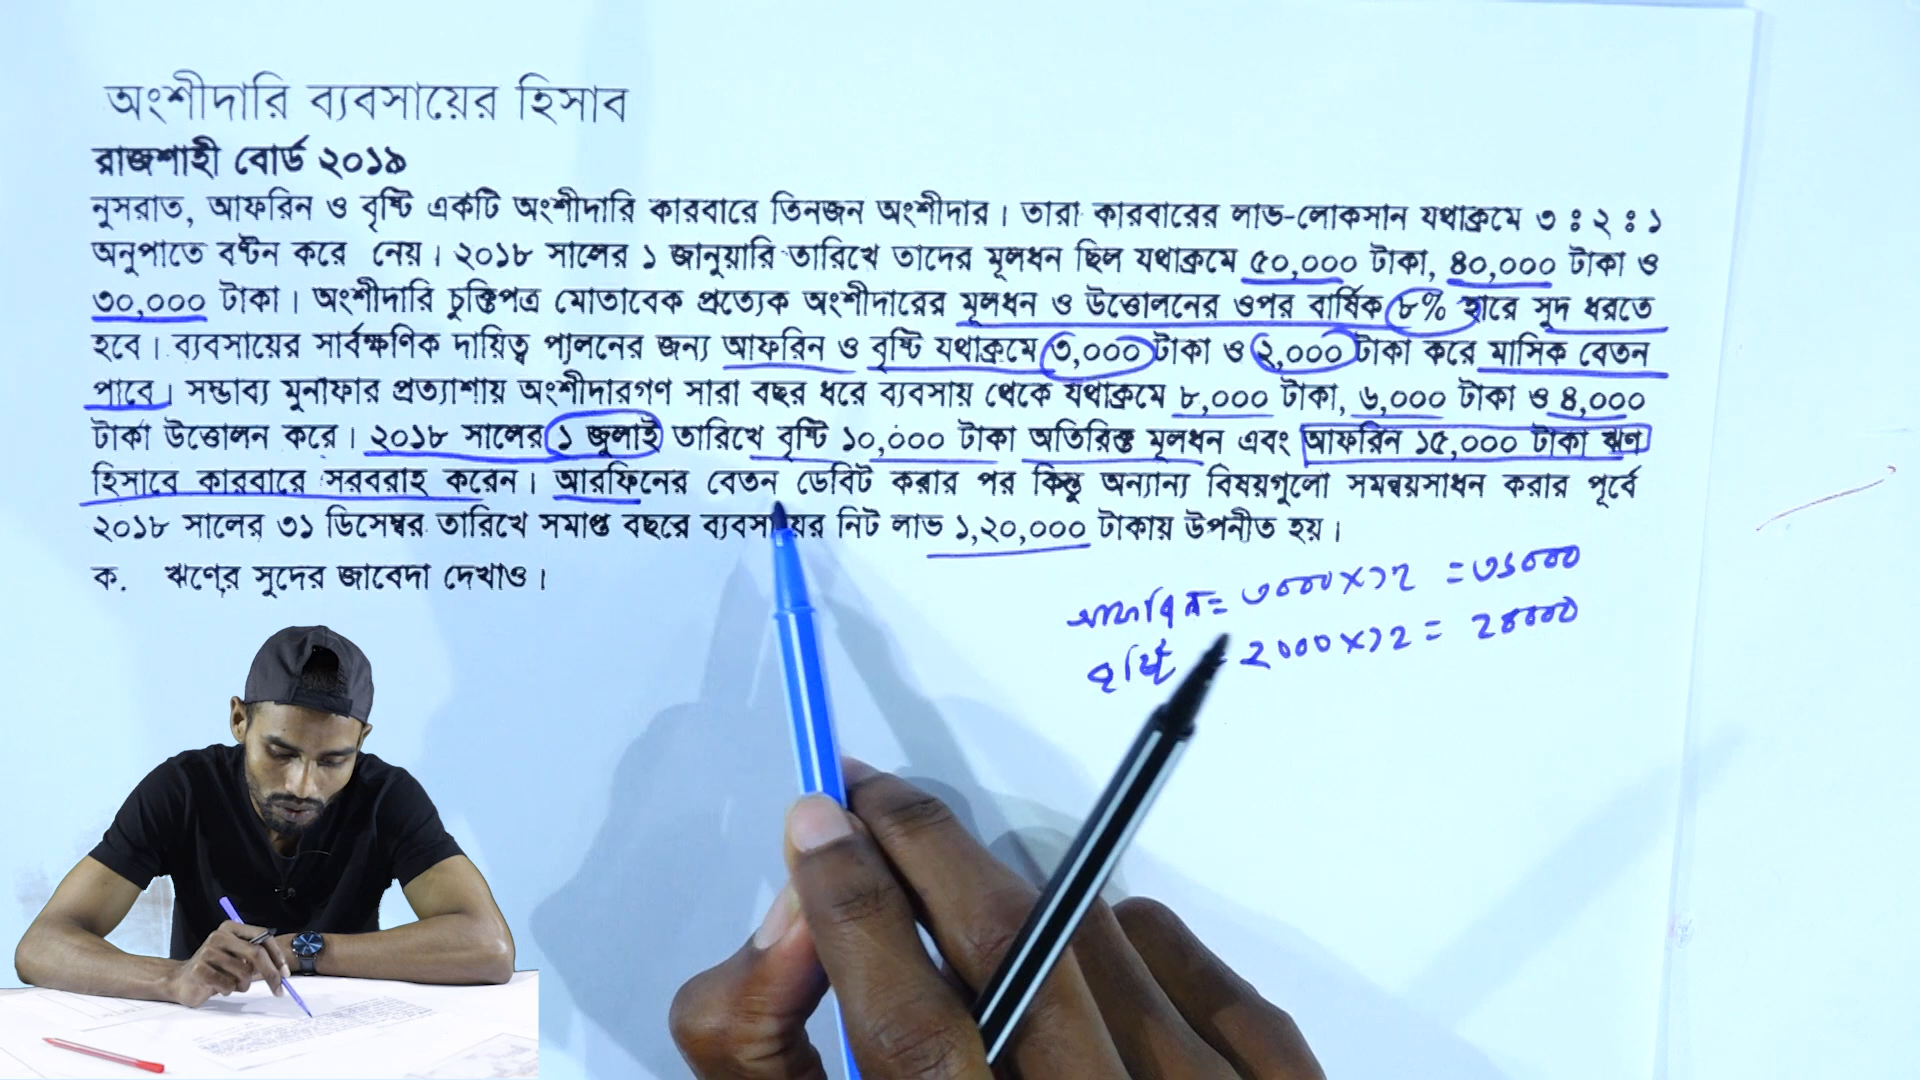 অংশীদারি ব্যবসায়ের হিসাব
রাজশাহী বোর্ড ২০১৯
নুসরাত, আফরিন ও বৃষ্টি একটি অংশীদারি কারবারে তিনজন অংশীদার। তারা কারবারের লাভ-লোকসান যথাক্রমে ৩ ঃ ২ ঃ ১
অনুপাতে বণ্টন করে নেয়। ২০১৮ সালের ১ জানুয়ারি তারিখে তাদের মূলধন ছিল যথাক্রমে ৫০,০০০ টাকা, ৪০,০০০ টাকা ও
৩০,০০০ টাকা। অংশীদারি চুক্তিপত্র মোতাবেক প্রত্যেক অংশীদারের মূলধন ও উত্তোলনের ওপর বার্ষিক ৮% হারে সুদ ধরতে
হবে। ব্যবসায়ের সার্বক্ষণিক দায়িত্ব পালনের জন্য আফরিন ও বৃষ্টি যথাক্রমে ৩,০০০ টাকা ও ২,০০০ টাকা করে মাসিক বেতন
পাবে। সম্ভাব্য মুনাফার প্রত্যাশায় অংশীদারগণ সারা বছর ধরে ব্যবসায় থেকে যথাক্রমে ৮,০০০ টাকা, ৬,০০০ টাকা ও ৪,০০০
টাকা উত্তোলন করে। ২০১৮ সালের ১ জুলাই তারিখে বৃষ্টি ১০,০০০ টাকা অতিরিক্ত মূলধন এবং আফরিন ১৫,০০০ টাকা ঋণ
হিসাবে কারবারে সরবরাহ করেন। আরফিনের বেতন ডেবিট করার পর কিন্তু অন্যান্য বিষয়গুলো সমন্বয়সাধন করার পূর্বে
২০১৮ সালের ৩১ ডিসেম্বর তারিখে সমাপ্ত বছরে ব্যবসায়ের নিট লাভ ১,২০,০০০ টাকায় উপনীত হয়।
ক. ঋণের সুদের জাবেদা দেখাও।
আফরিন = ৩০০০ × ১২ = ৩৬০০০
বৃষ্টি = ২০০০ × ১২ = ২৪০০০